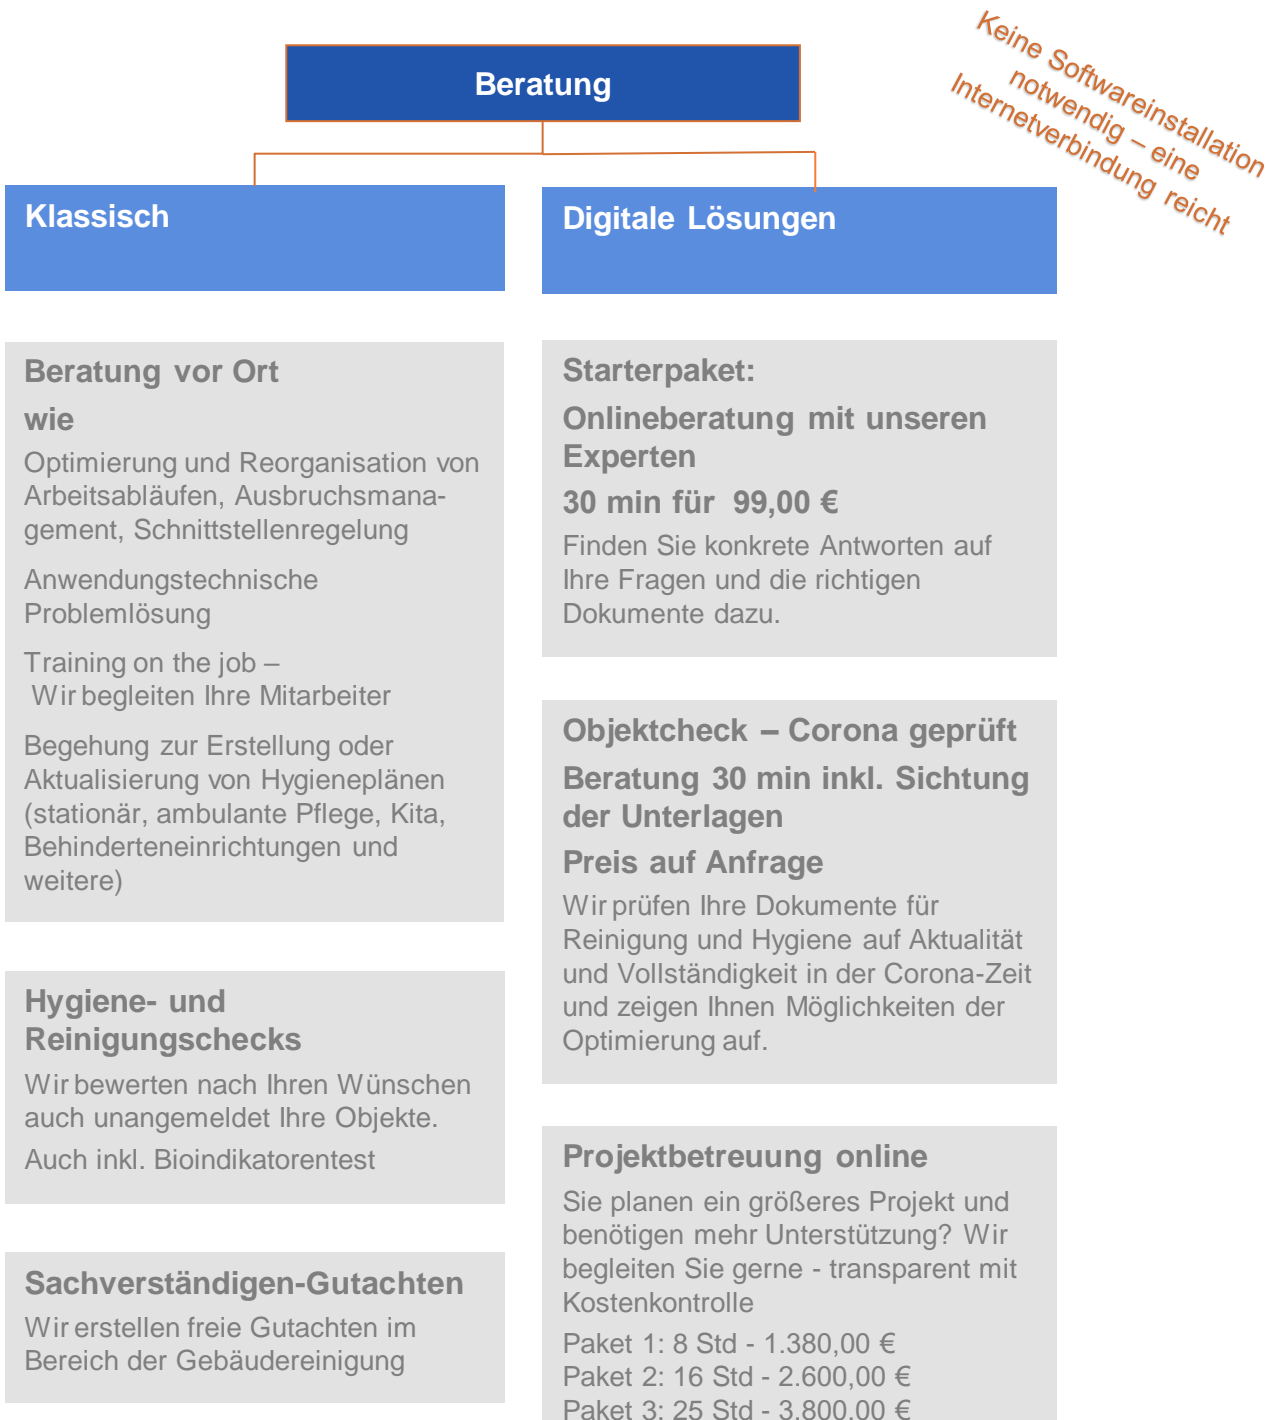 Keine Softwareinstallation
notwendig – eine
Internetverbindung reicht
Beratung
Klassisch
Digitale Lösungen
Beratung vor Ort
wie
Optimierung und Reorganisation von
Arbeitsabläufen, Ausbruchsmana-
gement, Schnittstellenregelung
Anwendungstechnische
Problemlösung
Training on the job –
Wir begleiten Ihre Mitarbeiter
Begehung zur Erstellung oder
Aktualisierung von Hygieneplänen
(stationär, ambulante Pflege, Kita,
Behinderteneinrichtungen und
weitere)
Hygiene- und
Reinigungschecks
Wir bewerten nach Ihren Wünschen
auch unangemeldet Ihre Objekte.
Auch inkl. Bioindikatorentest
Sachverständigen-Gutachten
Wir erstellen freie Gutachten im
Bereich der Gebäudereinigung
Starterpaket:
Onlineberatung mit unseren
Experten
30 min für 99,00 €
Finden Sie konkrete Antworten auf
Ihre Fragen und die richtigen
Dokumente dazu.
Objektcheck – Corona geprüft
Beratung 30 min inkl. Sichtung
der Unterlagen
Preis auf Anfrage
Wir prüfen Ihre Dokumente für
Reinigung und Hygiene auf Aktualität
und Vollständigkeit in der Corona-Zeit
und zeigen Ihnen Möglichkeiten der
Optimierung auf.
Projektbetreuung online
Sie planen ein größeres Projekt und
benötigen mehr Unterstützung? Wir
begleiten Sie gerne - transparent mit
Kostenkontrolle
Paket 1: 8 Std - 1.380,00 €
Paket 2: 16 Std - 2.600,00 €
Paket 3: 25 Std - 3.800,00 €